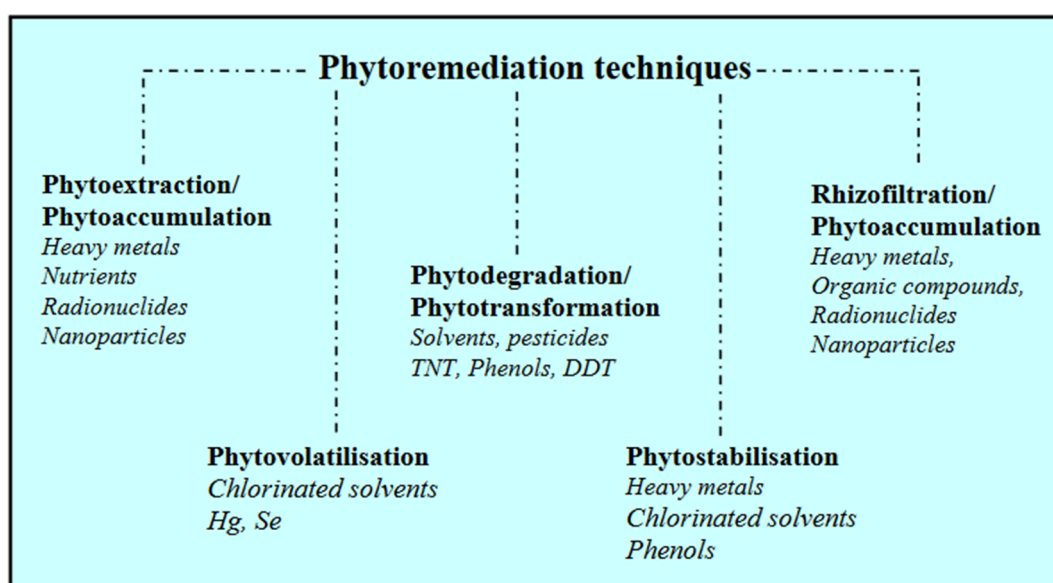 Phytoremediation techniques
Phytoextraction/
Phytoaccumulation
Heavy metals
Nutrients
Radionuclides
Nanoparticles
Phytovolatilisation
Chlorinated solvents
Hg, Se
Phytodegradation/
Phytotransformation
Solvents, pesticides
TNT, Phenols, DDT
Phytostabilisation
Heavy metals
Chlorinated solvents
Phenols
Rhizofiltration/
Phytoaccumulation
Heavy metals,
Organic compounds,
Radionuclides
Nanoparticles